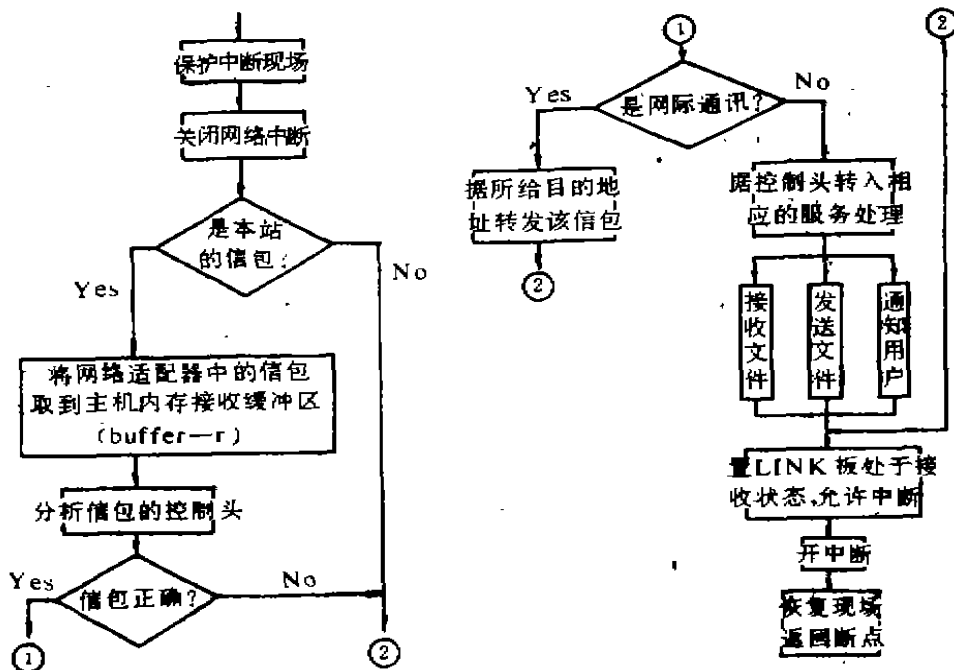 保护中断现场
关闭网络中断
是本站
的信包?
Yes
No
将网络适配器中的信包
取到主机内存接收缓冲区
(buffer—r)
分析信包的控制头
Yes
信包正确?
No
①
②
①
是网际通讯?
Yes
No
据所给目的地
址转发该信包
②
据控制头转入相
应的服务处理
接收文件
发送文件
通知用户
②
置LINK板处于接
收状态,允许中断
开中断
恢复现场
返回断点